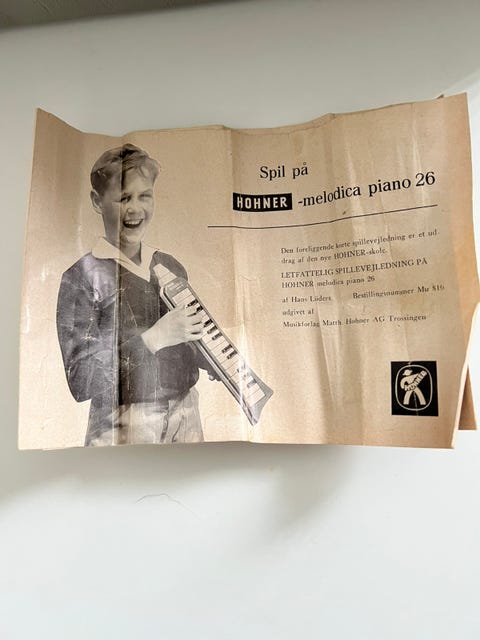 Spil på
HOHNER -melodica piano 26
Den foreliggende korte spillevejledning er et ud
drag af den nye HOHNER-skole.
LETFATTELIG SPILLEVEJLEDNING PÅ
HOHNER melodica piano 26
af Hans Lüders Bestillingsnummer Mu 816
udgivet af
Musikforlag Matth. Hohner AG Trossingen
HOHNER